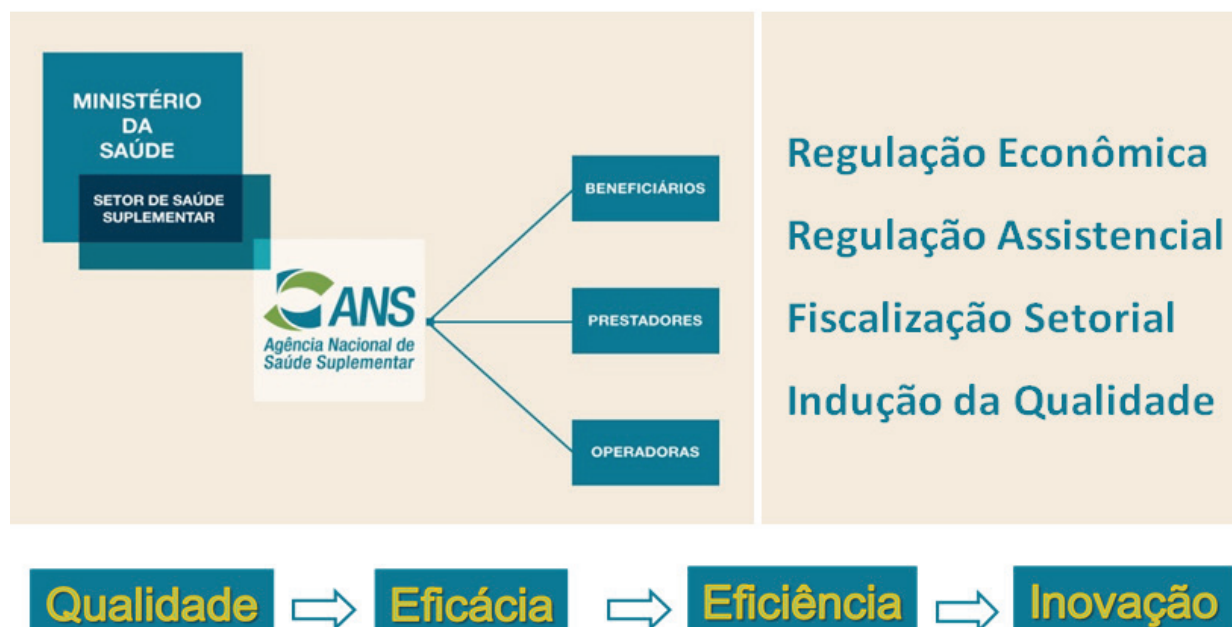 MINISTÉRIO
DA
SAÚDE
SETOR DE SAÚDE
SUPLEMENTAR
ANS
Agência Nacional de
Saúde Suplementar
BENEFICIÁRIOS
PRESTADORES
OPERADORAS
Regulação Econômica
Regulação Assistencial
Fiscalização Setorial
Indução da Qualidade
Qualidade
Eficácia
Eficiência
Inovação